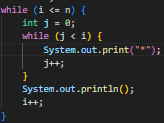 while (i <= n) {
    int j = 0;
    while (j < i) {
        System.out.print("*");
        j++;
    }
    System.out.println();
    i++;
}